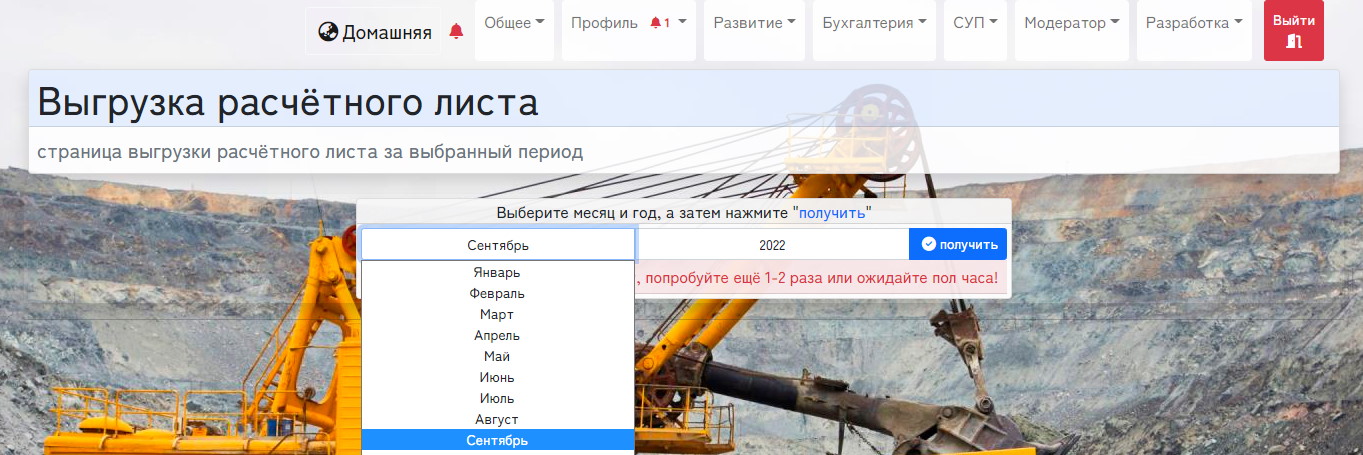 Домашняя Общее Профиль 1 Развитие Бухгалтерия СУП Модератор Разработка Выйти
Выгрузка расчётного листа
страница выгрузки расчётного листа за выбранный период
Выберите месяц и год, а затем нажмите "получить"
Сентябрь 2022 получить
, попробуйте ещё 1-2 раза или ожидайте пол часа!
Январь
Февраль
Март
Апрель
Май
Июнь
Июль
Август
Сентябрь